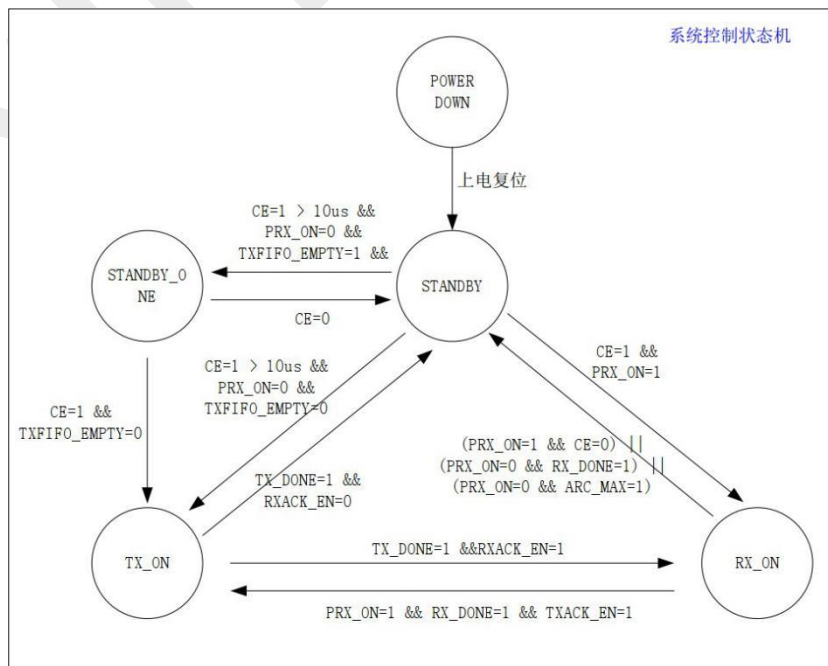 系统控制状态机
POWER
DOWN
上电复位
CE=1 > 10us &&
PRX_ON=0 &&
TXFIFO_EMPTY=1 &&
STANDBY_O
NE
STANDBY
CE=0
CE=1 > 10us &&
PRX_ON=0 &&
TXFIFO_EMPTY=0
CE=1 &&
PRX_ON=1
CE=1 &&
TXFIFO_EMPTY=0
(PRX_ON=1 && CE=0) ||
(PRX_ON=0 && RX_DONE=1) ||
(PRX_ON=0 && ARC_MAX=1)
TX_DONE=1 &&
RXACK_EN=0
TX_ON
TX_DONE=1 &&RXACK_EN=1
RX_ON
PRX_ON=1 && RX_DONE=1 && TXACK_EN=1